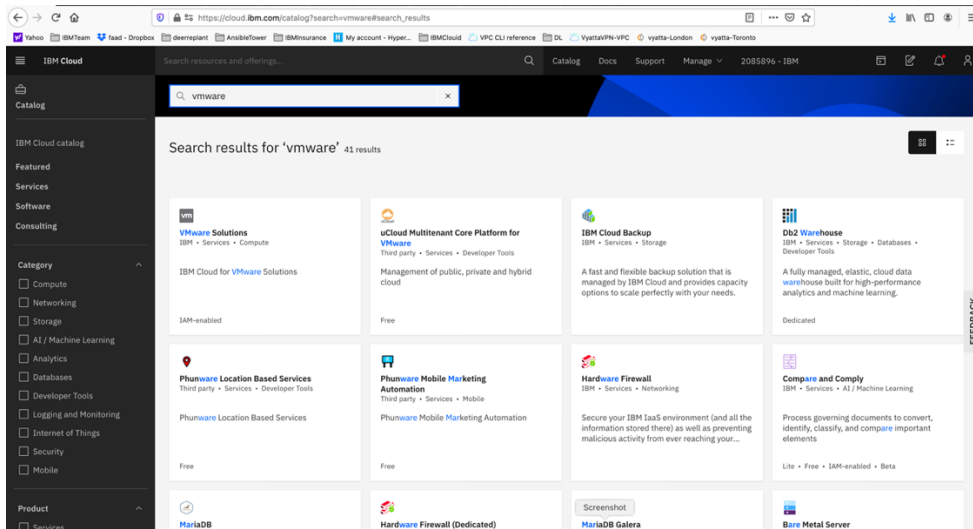 https://cloud.ibm.com/catalog?search=vmware#search_results
Yahoo IBMTeam faad - Dropbox deerreplant AnsibleTower IBMinsurance My account - Hyper... IBMClouid VPC CLI reference DL VyattaVPN-VPC vyatta-London vyatta-Toronto
IBM Cloud
Search resources and offerings...
Catalog Docs Support Manage 2085896 - IBM
Catalog
IBM Cloud catalog
Featured
Services
Software
Consulting
Category
Compute
Networking
Storage
AI / Machine Learning
Analytics
Databases
Developer Tools
Logging and Monitoring
Internet of Things
Security
Mobile
Product
Services
vmware
Search results for ‘vmware’ 41 results
vm
VMware Solutions
IBM • Services • Compute
IBM Cloud for VMware Solutions
IAM-enabled
uCloud Multitenant Core Platform for
VMware
Third party • Services • Developer Tools
Management of public, private and hybrid
cloud
Free
IBM Cloud Backup
IBM • Services • Storage
A fast and flexible backup solution that is
managed by IBM Cloud and provides capacity
options to scale perfectly with your needs.
Db2 Warehouse
IBM • Services • Storage • Databases •
Developer Tools
A fully managed, elastic, cloud data
warehouse built for high-performance
analytics and machine learning.
Dedicated
Phunware Location Based Services
Third party • Services • Developer Tools
Phunware Location Based Services
Free
Phunware Mobile Marketing
Automation
Third party • Services • Mobile
Phunware Mobile Marketing Automation
Free
Hardware Firewall
IBM • Services • Networking
Secure your IBM IaaS environment (and all the
information stored there) as well as preventing
malicious activity from ever reaching your...
Compare and Comply
IBM • Services • AI / Machine Learning
Process governing documents to convert,
identify, classify, and compare important
elements
Lite • Free • IAM-enabled • Beta
MariaDB
Hardware Firewall (Dedicated)
Screenshot
MariaDB Galera
Bare Metal Server
FEEDBACK